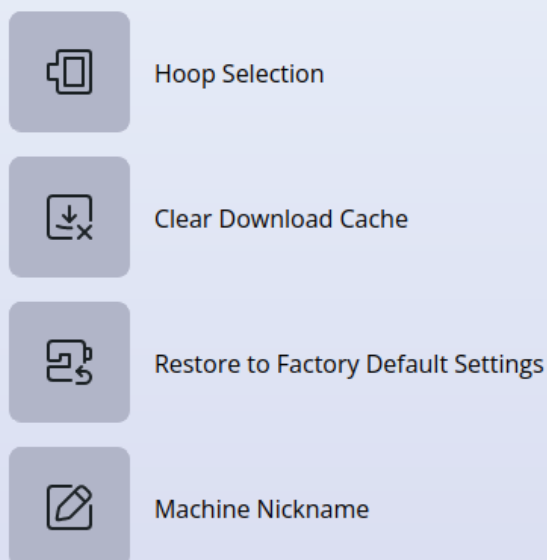 Hoop Selection
Clear Download Cache
Restore to Factory Default Settings
Machine Nickname